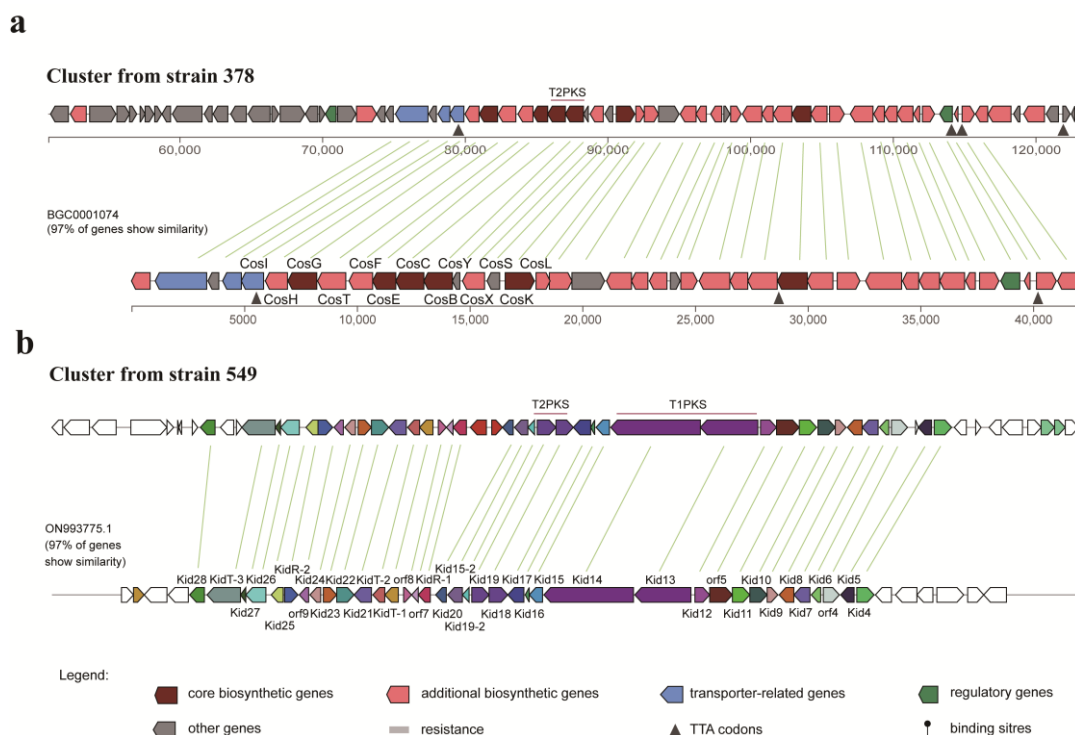 a
Cluster from strain 378
T2PKS
60,000 70,000 80,000 90,000 100,000 110,000 120,000
BGC0001074
(97% of genes show similarity)
CosI CosG CosF CosC CosY CosS CosL
CosH CosT CosE CosB CosX CosK
5000 10,000 15,000 20,000 25,000 30,000 35,000 40,000
b
Cluster from strain 549
T2PKS T1PKS
ON993775.1
(97% of genes
show similarity)
KidR-2 Kid15-2
Kid28 KidT-3 Kid26 Kid24 Kid22 KidT-2 orf8 KidR-1 Kid19 Kid17 Kid15 Kid14 Kid13 orf5 Kid10 Kid8 Kid6 Kid5
Kid27 orf9 Kid23 Kid21 KidT-1 orf7 Kid20 Kid18 Kid16 Kid12 Kid11 Kid9 Kid7 orf4 Kid4
Kid25 Kid19-2
Legend:
core biosynthetic genes additional biosynthetic genes transporter-related genes regulatory genes
other genes resistance TTA codons binding sitres